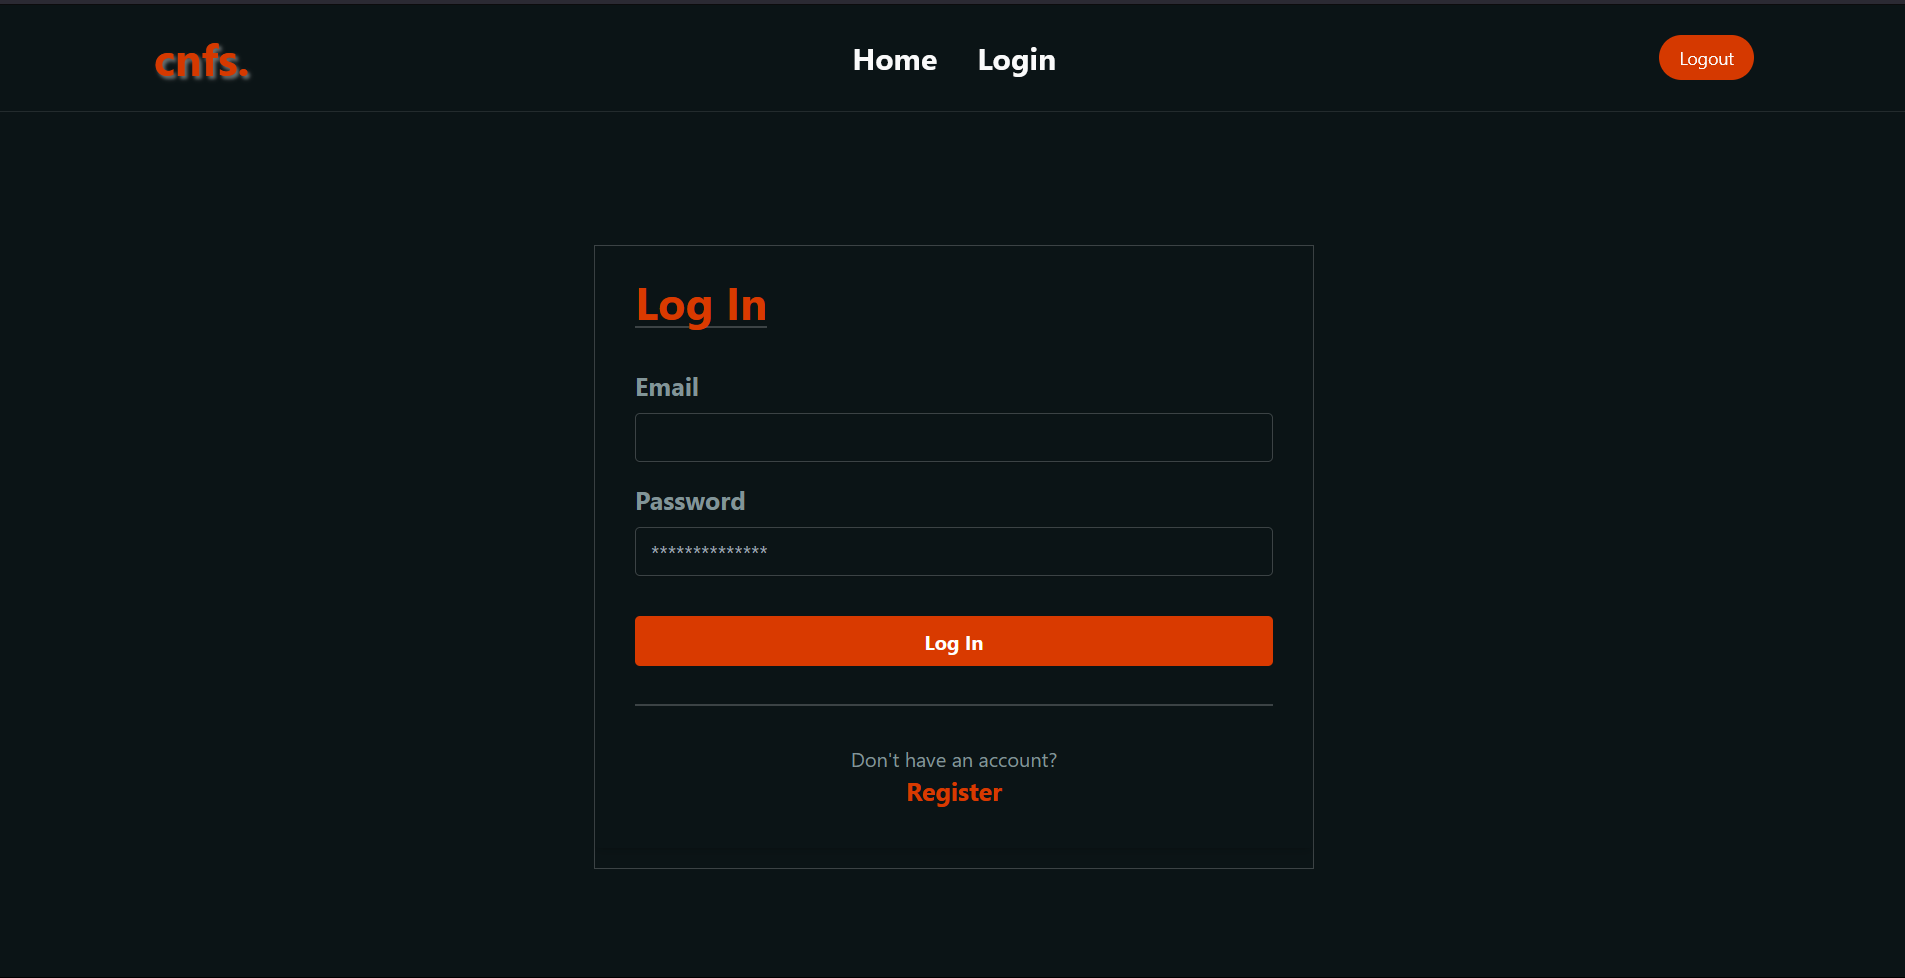 cnfs.
Home Login
Logout
Log In
Email
Password
**************
Log In
Don't have an account?
Register